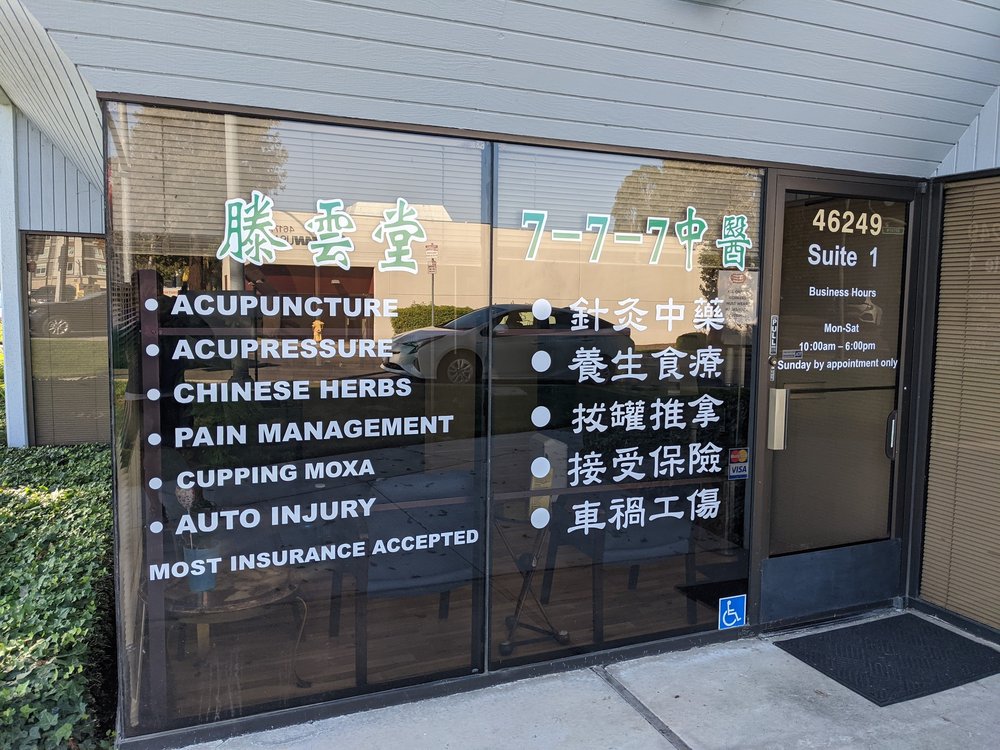 滕雲堂
• ACUPUNCTURE
• ACUPRESSURE
• CHINESE HERBS
• PAIN MANAGEMENT
• CUPPING MOXA
• AUTO INJURY
MOST INSURANCE ACCEPTED
7–7–7中醫
• 針灸中藥
• 養生食療
• 拔罐推拿
• 接受保險
• 車禍工傷
46249
Suite 1
Business Hours
Mon-Sat
10:00am – 6:00pm
Sunday by appointment only
PULL
VISA